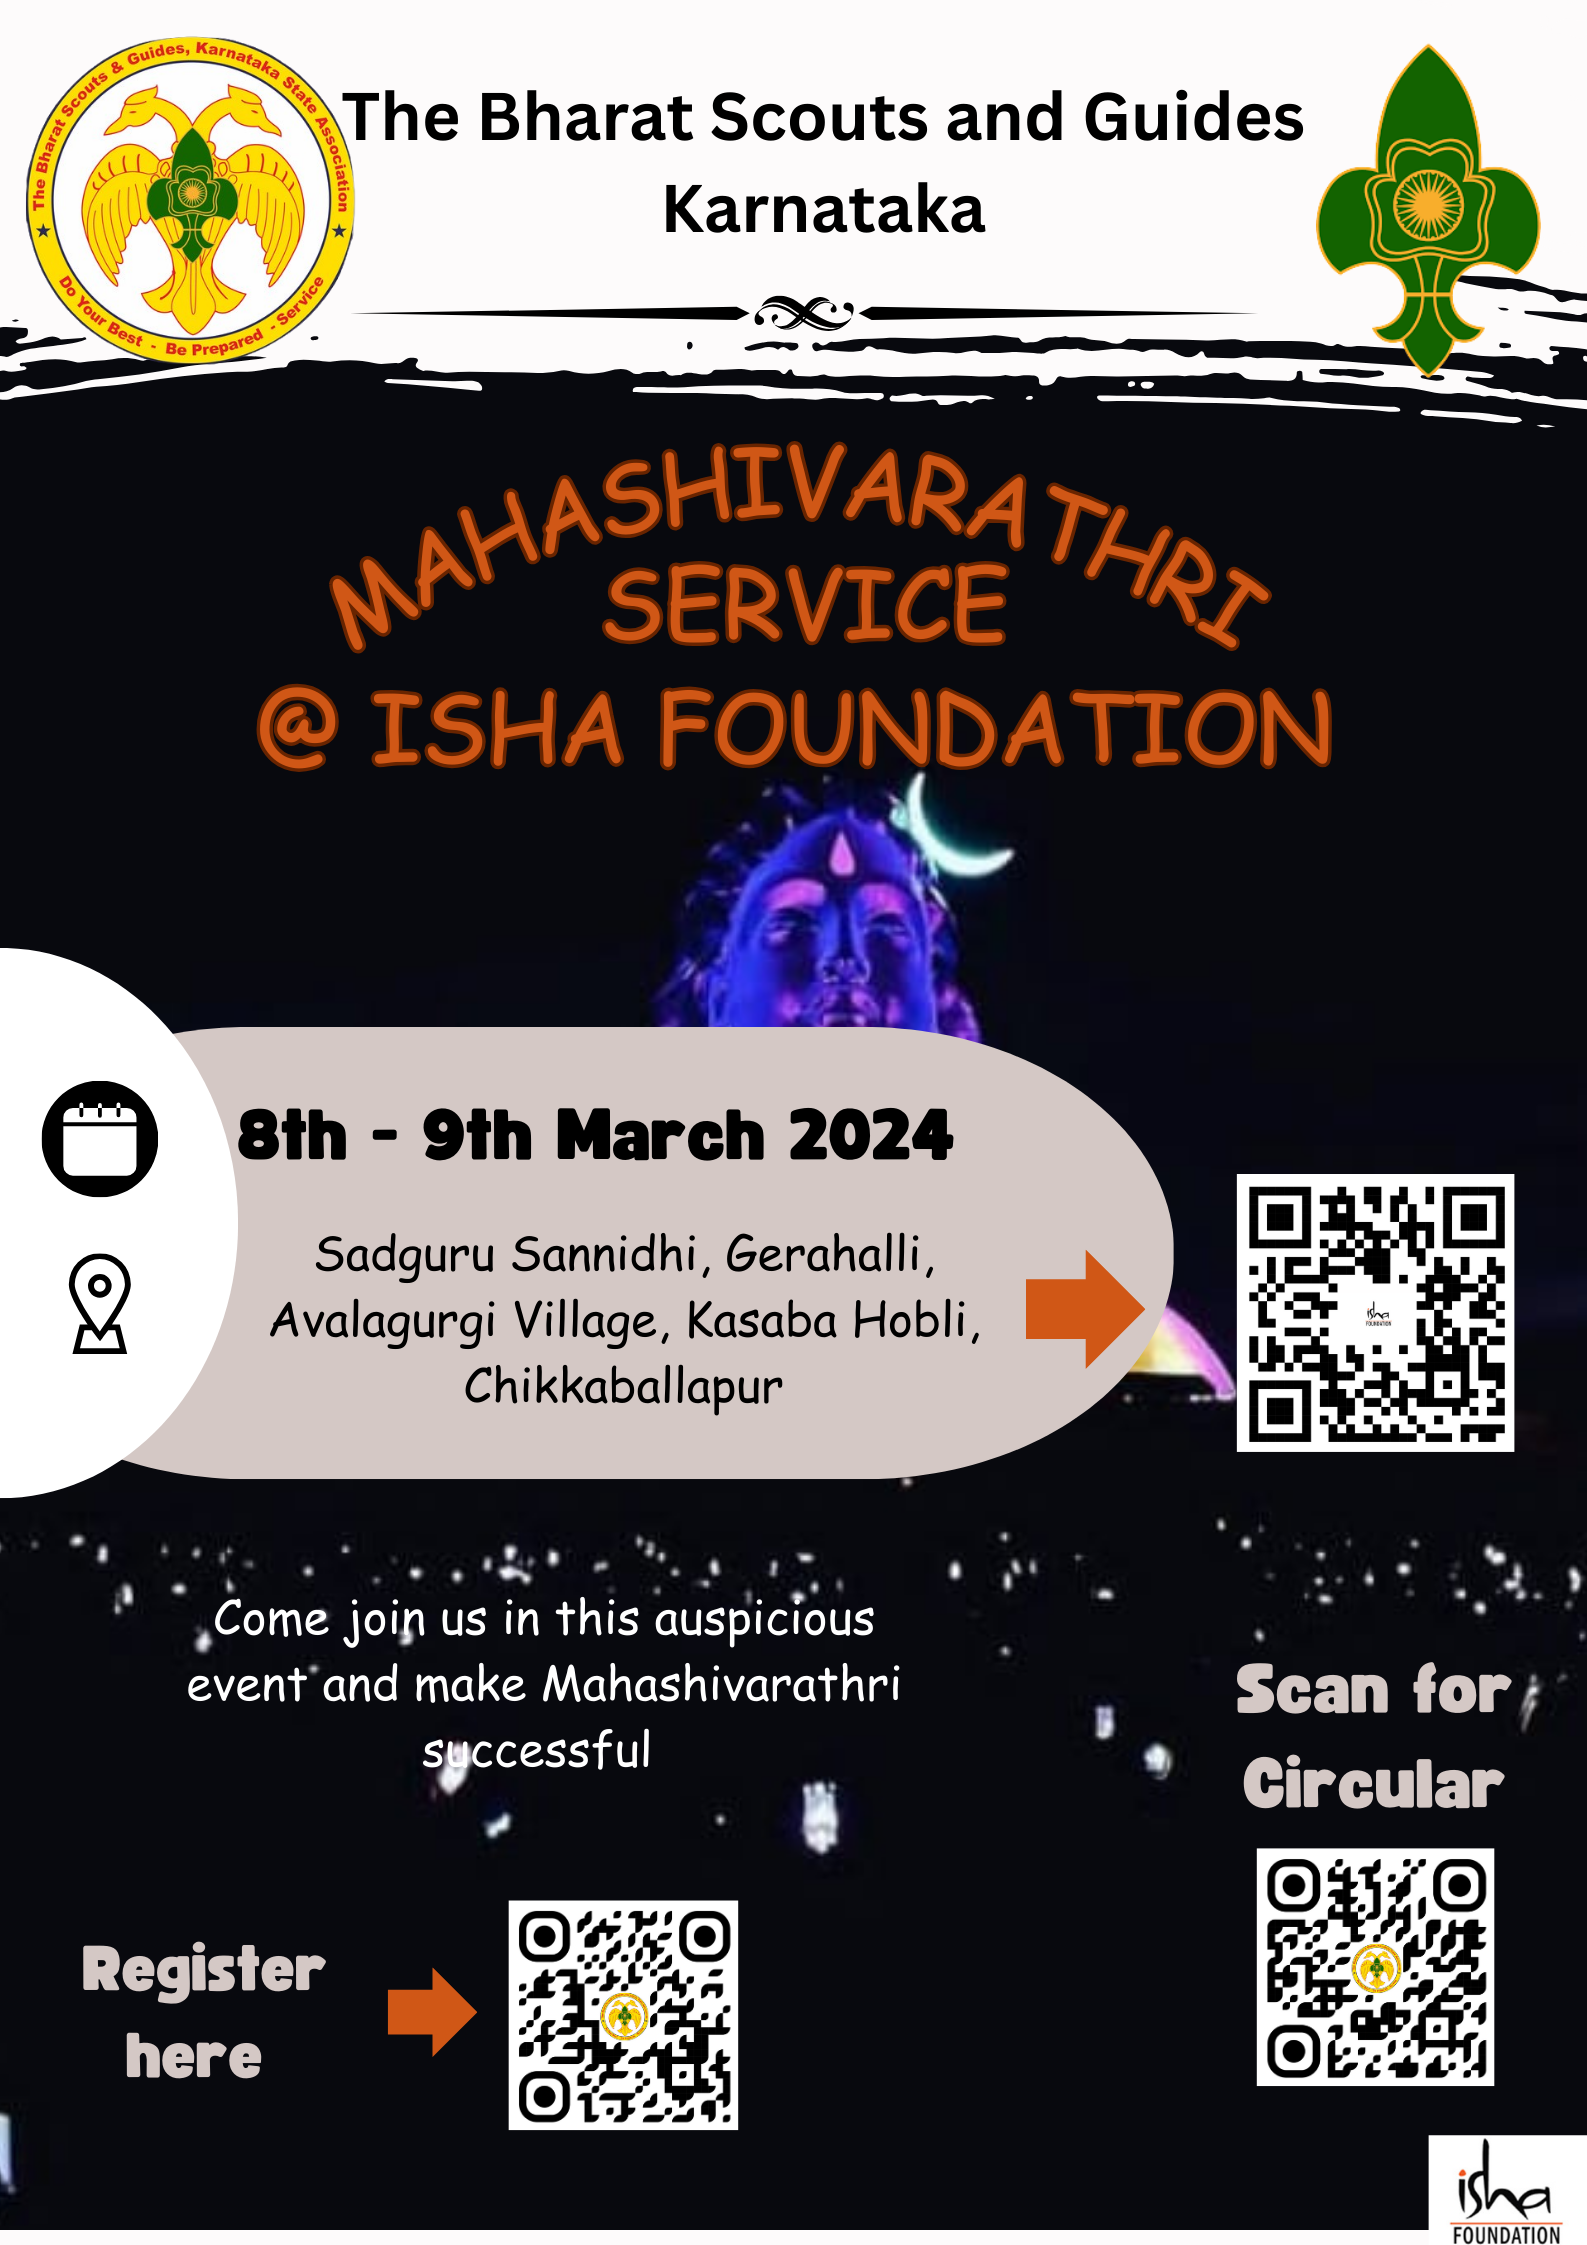 The Bharat Scouts & Guides, Karnataka State Association
Do Your Best - Be Prepared - Service
The Bharat Scouts and Guides
Karnataka
MAHASHIVARATHRI
SERVICE
@ ISHA FOUNDATION
8th - 9th March 2024
Sadguru Sannidhi, Gerahalli,
Avalagurgi Village, Kasaba Hobli,
Chikkaballapur
isha
FOUNDATION
Come join us in this auspicious
event and make Mahashivarathri
successful
Scan for
Circular
Register
here
isha
FOUNDATION